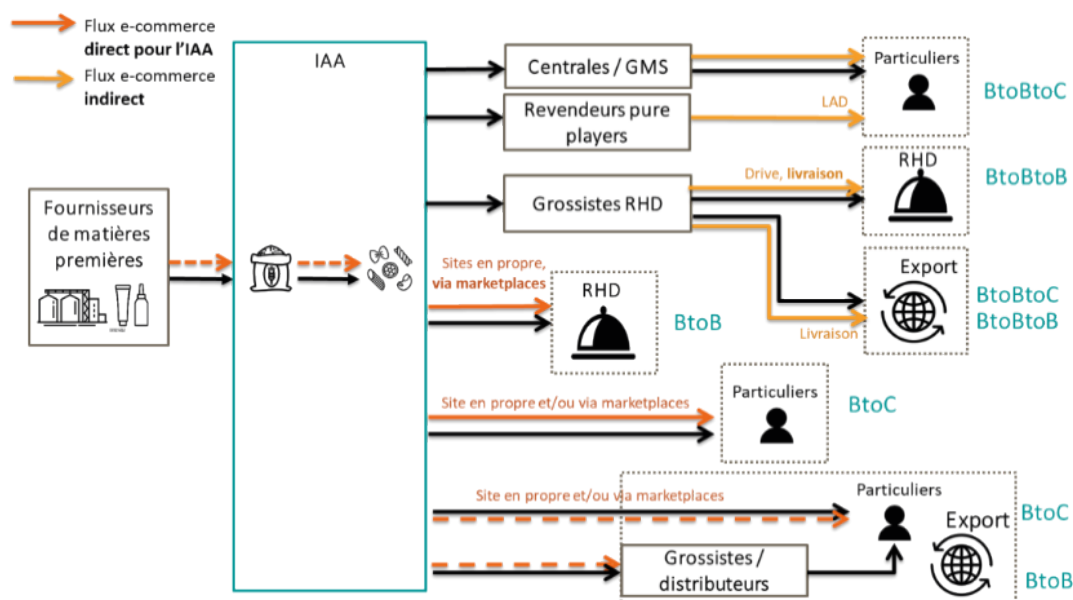 Flux e-commerce
direct pour l'IAA
Flux e-commerce
indirect
IAA
Centrales / GMS
Particuliers
BtoBtoC
Revendeurs pure
players
LAD
RHD
BtoBtoB
Drive, livraison
Grossistes RHD
Fournisseurs
de matières
premières
Sites en propre,
via marketplaces
RHD
BtoB
Export
BtoBtoC
BtoBtoB
Livraison
Particuliers
BtoC
Site en propre et/ou via marketplaces
Site en propre et/ou via marketplaces
Particuliers
Export
BtoC
Grossistes /
distributeurs
BtoB